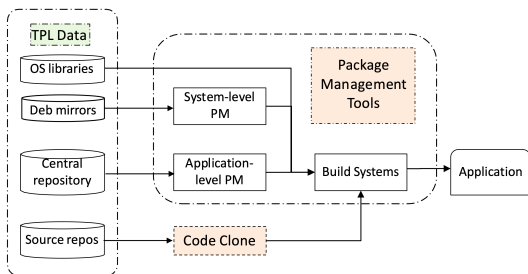 TPL Data
OS libraries
Deb mirrors
Central
repository
Source repos
System-level
PM
Application-
level PM
Code Clone
Package
Management
Tools
Build Systems
Application